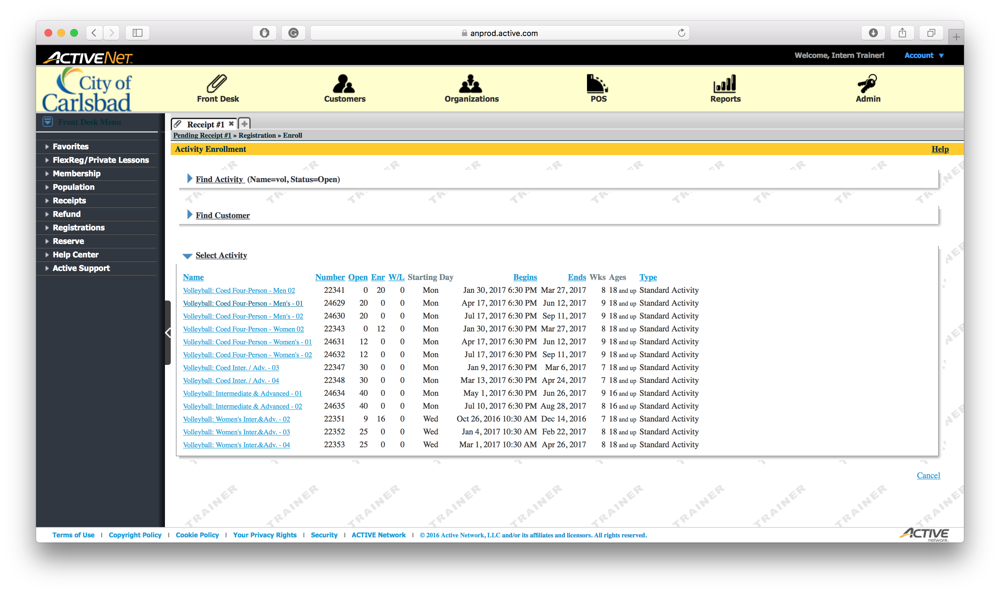 anprod.active.com
ACTIVENet
Welcome, Intern Trainer! Account
City of
Carlsbad
Front Desk Customers Organizations POS Reports Admin
Front Desk Menu
Favorites
FlexReg/Private Lessons
Membership
Population
Receipts
Refund
Registrations
Reserve
Help Center
Active Support
Receipt #1
Pending Receipt #1 » Registration » Enroll
Activity Enrollment Help
Find Activity (Name=vol, Status=Open)
Find Customer
Select Activity
Name Number Open Enr W/L Starting Day Begins Ends Wks Ages Type
Volleyball: Coed Four-Person - Men 02 22341 0 20 0 Mon Jan 30, 2017 6:30 PM Mar 27, 2017 8 18 and up Standard Activity
Volleyball: Coed Four-Person - Men's - 01 24629 20 0 0 Mon Apr 17, 2017 6:30 PM Jun 12, 2017 9 18 and up Standard Activity
Volleyball: Coed Four-Person - Men's - 02 24630 20 0 0 Mon Jul 17, 2017 6:30 PM Sep 11, 2017 9 18 and up Standard Activity
Volleyball: Coed Four-Person - Women 02 22343 0 12 0 Mon Jan 30, 2017 6:30 PM Mar 27, 2017 8 18 and up Standard Activity
Volleyball: Coed Four-Person - Women's - 01 24631 12 0 0 Mon Apr 17, 2017 6:30 PM Jun 12, 2017 9 18 and up Standard Activity
Volleyball: Coed Four-Person - Women's - 02 24632 12 0 0 Mon Jul 17, 2017 6:30 PM Sep 11, 2017 9 18 and up Standard Activity
Volleyball: Coed Inter. / Adv. - 03 22347 30 0 0 Mon Jan 9, 2017 6:30 PM Mar 6, 2017 7 18 and up Standard Activity
Volleyball: Coed Inter. / Adv. - 04 22348 30 0 0 Mon Mar 13, 2017 6:30 PM Apr 24, 2017 7 18 and up Standard Activity
Volleyball: Intermediate & Advanced - 01 24634 40 0 0 Mon May 1, 2017 6:30 PM Jun 26, 2017 9 16 and up Standard Activity
Volleyball: Intermediate & Advanced - 02 24635 40 0 0 Mon Jul 10, 2017 6:30 PM Aug 28, 2017 8 16 and up Standard Activity
Volleyball: Women's Inter.&Adv. - 02 22351 9 16 0 Wed Oct 26, 2016 10:30 AM Dec 14, 2016 7 18 and up Standard Activity
Volleyball: Women's Inter.&Adv. - 03 22352 25 0 0 Wed Jan 4, 2017 10:30 AM Feb 22, 2017 8 18 and up Standard Activity
Volleyball: Women's Inter.&Adv. - 04 22353 25 0 0 Wed Mar 1, 2017 10:30 AM Apr 26, 2017 8 18 and up Standard Activity
Cancel
TRAINER TRAINER TRAINER TRAINER TRAINER TRAINER TRAINER TRAINER TRAINER TRAINER
Terms of Use | Copyright Policy | Cookie Policy | Your Privacy Rights | Security | ACTIVE Network | © 2016 Active Network, LLC and/or its affiliates and licensors. All rights reserved.
ACTIVE
network